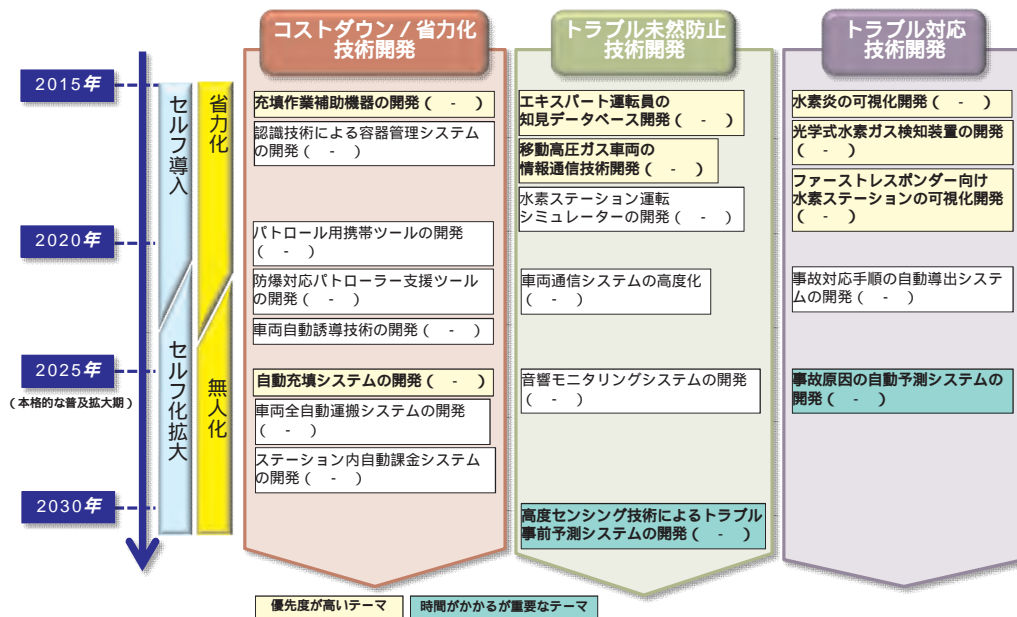 コストダウン / 省力化
技術開発
トラブル未然防止
技術開発
トラブル対応
技術開発
2015年
2020年
2025年
(本格的な普及拡大期)
2030年
セルフ導入
セルフ化拡大
省力化
無人化
充填作業補助機器の開発 ( - )
認識技術による容器管理システム
の開発 ( - )
パトロール用携帯ツールの開発
( - )
防爆対応パトローラー支援ツール
の開発 ( - )
車両自動誘導技術の開発 ( - )
自動充填システムの開発 ( - )
車両全自動運搬システムの開発
( - )
ステーション内自動課金システム
の開発 ( - )
エキスパート運転員の
知見データベース開発 ( - )
移動高圧ガス車両の
情報通信技術開発 ( - )
水素ステーション運転
シミュレーターの開発 ( - )
車両通信システムの高度化
( - )
音響モニタリングシステムの開発
( - )
高度センシング技術によるトラブル
事前予測システムの開発 ( - )
水素炎の可視化開発 ( - )
光学式水素ガス検知装置の開発
( - )
ファーストレスポンダー向け
水素ステーションの可視化開発
( - )
事故対応手順の自動導出システ
ムの開発 ( - )
事故原因の自動予測システムの
開発 ( - )
優先度が高いテーマ
時間がかかるが重要なテーマ